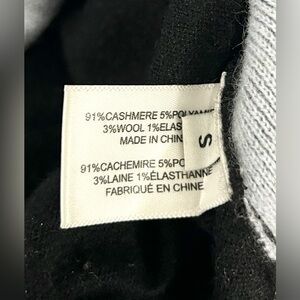 91%CASHMERE 5%POLYAMI
3%WOOL 1%ELAS
MADE IN CHIN
S
91%CACHEMIRE 5%PO
3%LAINE 1%ÉLASTHANNE
FABRIQUÉ EN CHINE